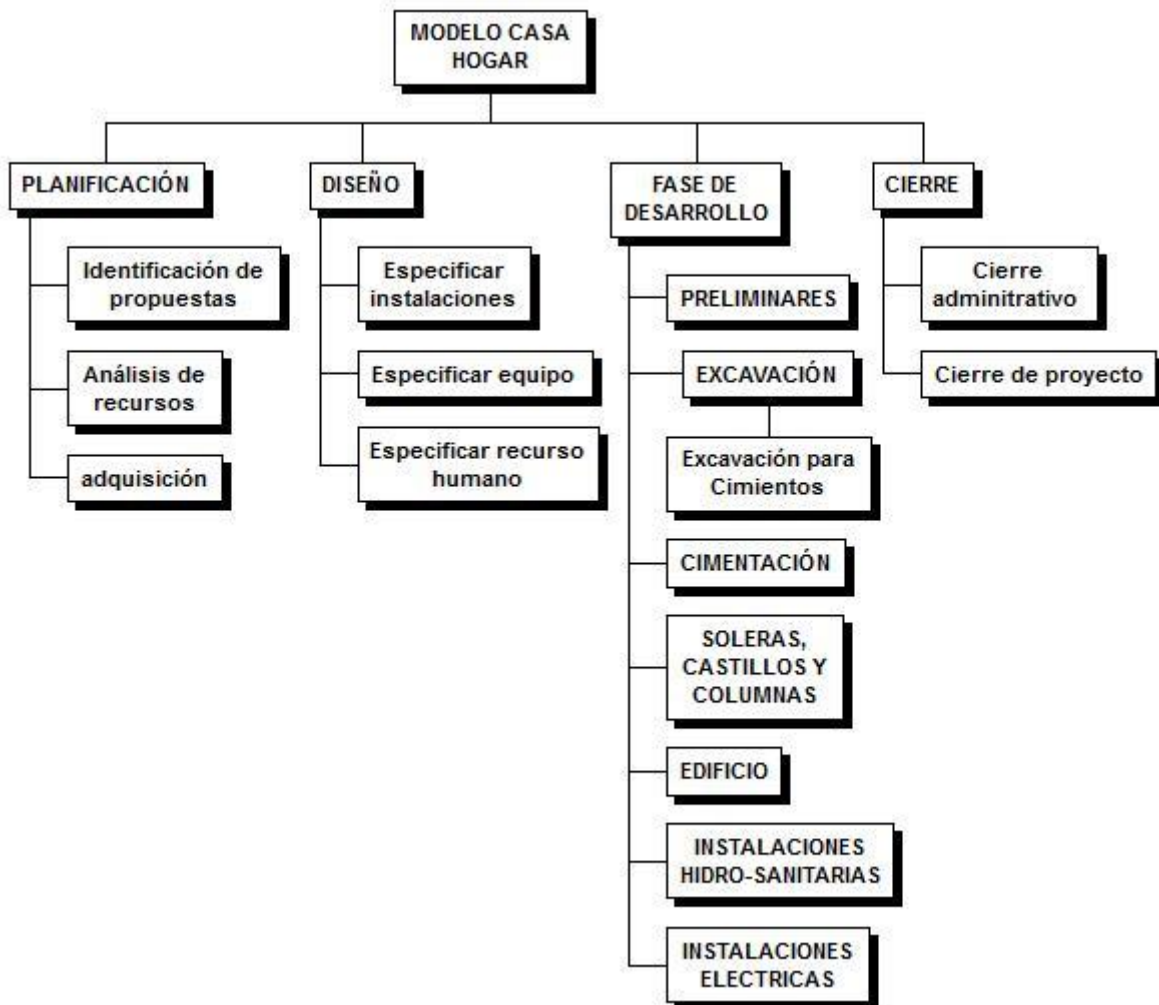 MODELO CASA
HOGAR
PLANIFICACIÓN
Identificación de
propuestas
Análisis de
recursos
adquisición
DISEÑO
Especificar
instalaciones
Especificar equipo
Especificar recurso
humano
FASE DE
DESARROLLO
PRELIMINARES
EXCAVACIÓN
Excavación para
Cimientos
CIMENTACIÓN
SOLERAS,
CASTILLOS Y
COLUMNAS
EDIFICIO
INSTALACIONES
HIDRO-SANITARIAS
INSTALACIONES
ELECTRICAS
CIERRE
Cierre
adminitrativo
Cierre de proyecto